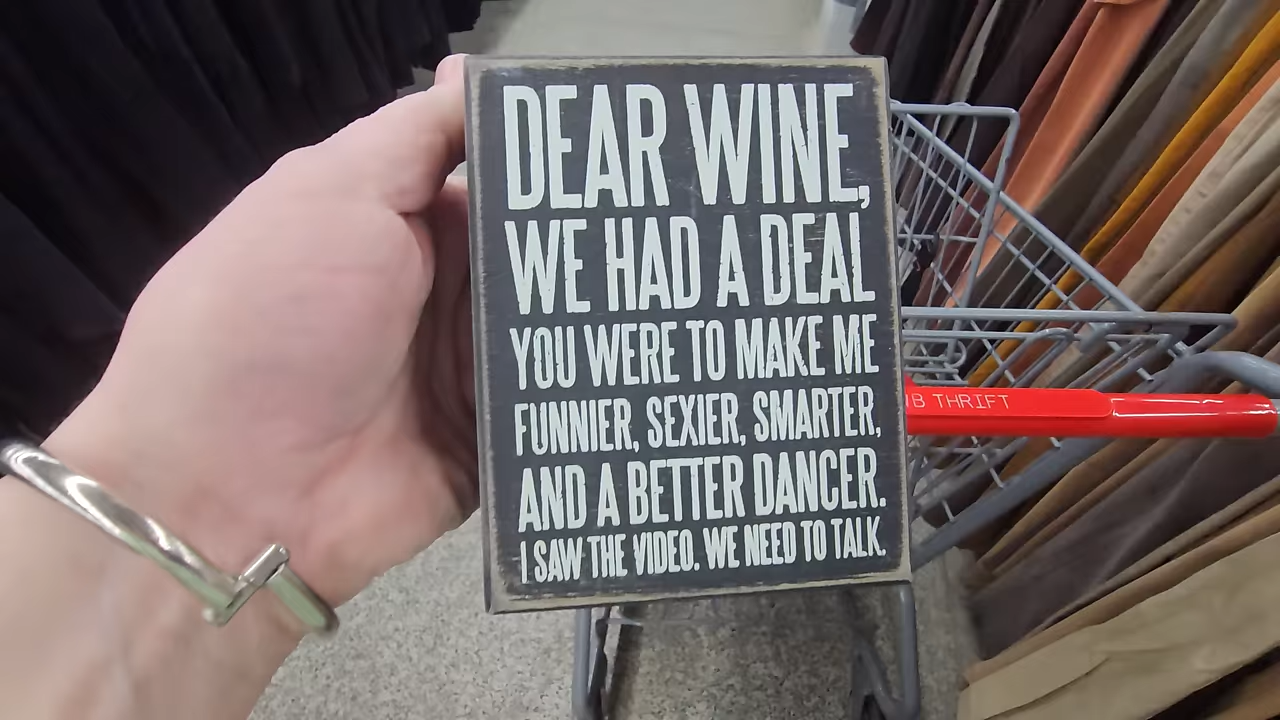 DEAR WINE,
WE HAD A DEAL
YOU WERE TO MAKE ME
FUNNIER, SEXIER, SMARTER,
AND A BETTER DANCER.
I SAW THE VIDEO. WE NEED TO TALK.
THRIFT